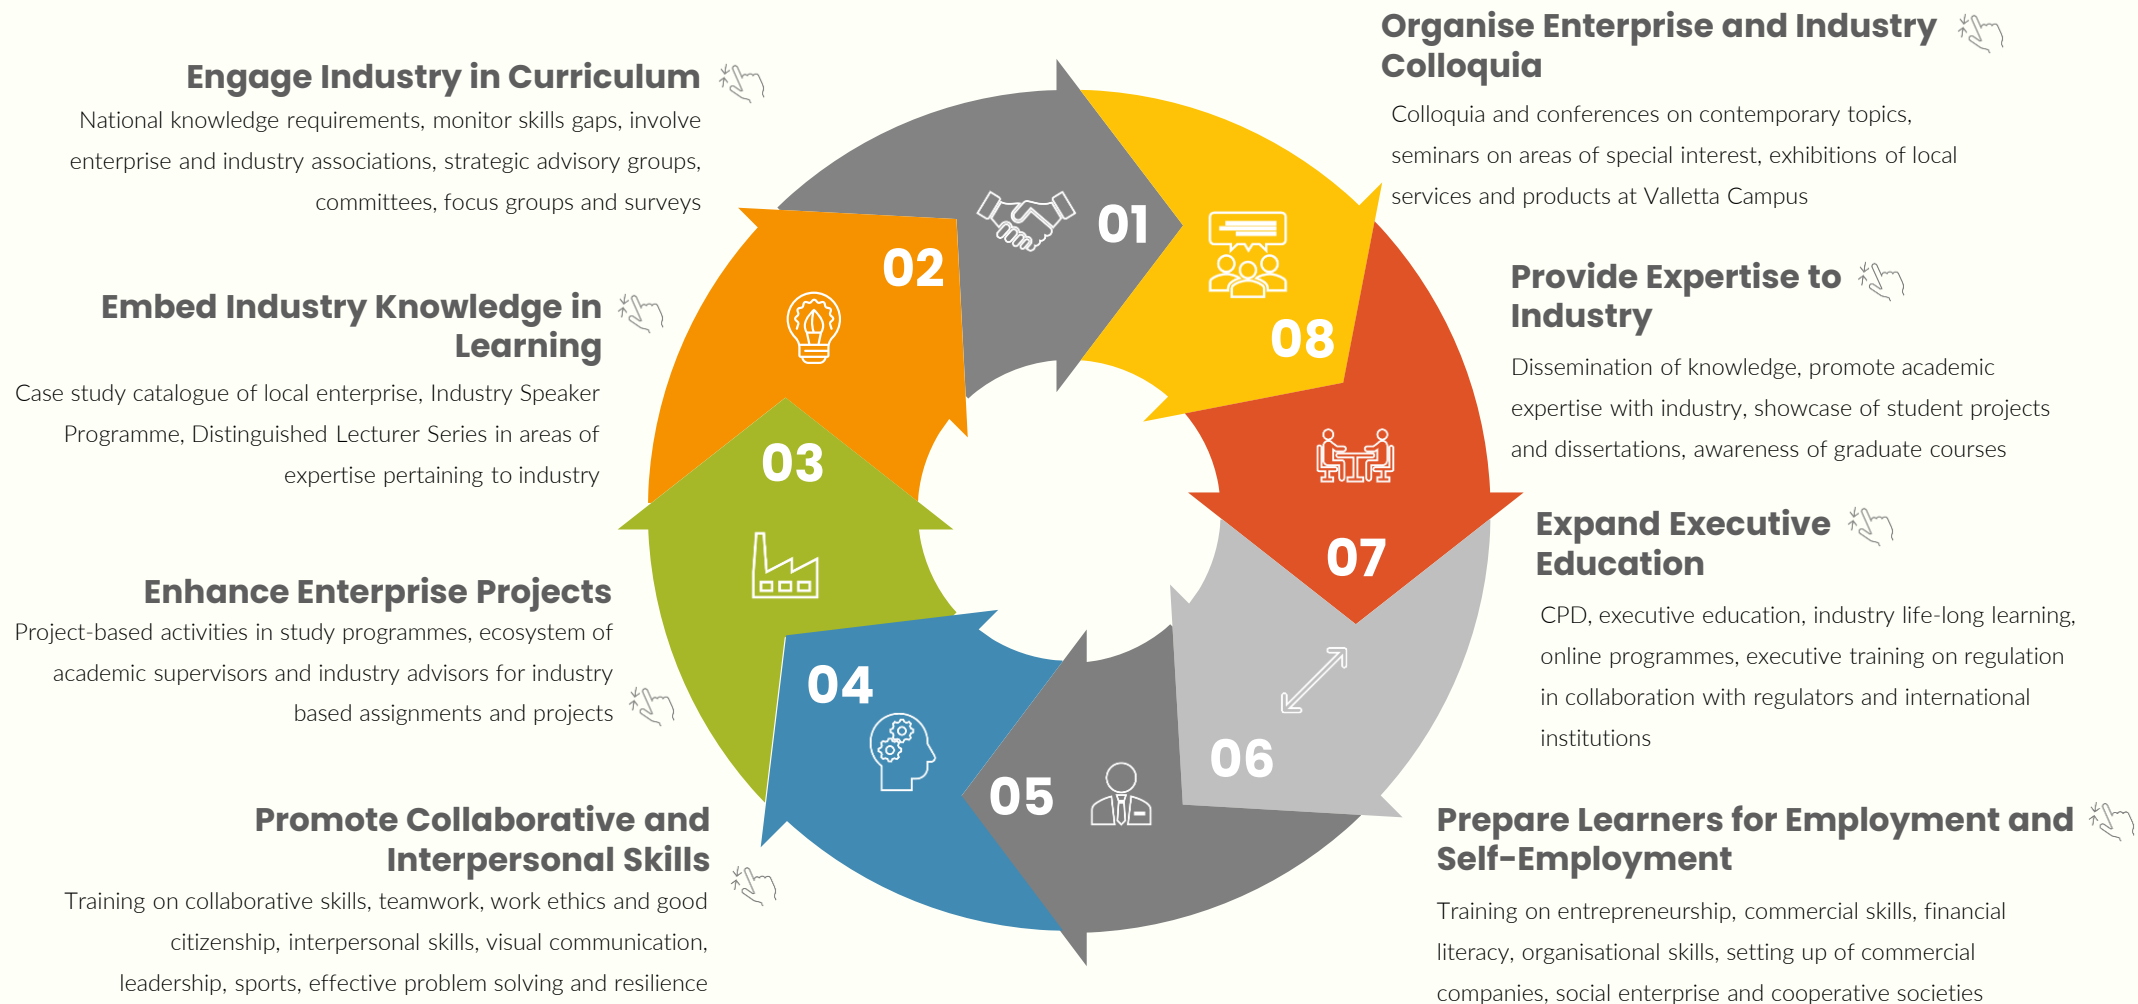 Engage Industry in Curriculum
National knowledge requirements, monitor skills gaps, involve
enterprise and industry associations, strategic advisory groups,
committees, focus groups and surveys
Embed Industry Knowledge in
Learning
Case study catalogue of local enterprise, Industry Speaker
Programme, Distinguished Lecturer Series in areas of
expertise pertaining to industry
Enhance Enterprise Projects
Project-based activities in study programmes, ecosystem of
academic supervisors and industry advisors for industry
based assignments and projects
Promote Collaborative and
Interpersonal Skills
Training on collaborative skills, teamwork, work ethics and good
citizenship, interpersonal skills, visual communication,
leadership, sports, effective problem solving and resilience
01
02
03
04
05
06
07
08
Organise Enterprise and Industry
Colloquia
Colloquia and conferences on contemporary topics,
seminars on areas of special interest, exhibitions of local
services and products at Valletta Campus
Provide Expertise to
Industry
Dissemination of knowledge, promote academic
expertise with industry, showcase of student projects
and dissertations, awareness of graduate courses
Expand Executive
Education
CPD, executive education, industry life-long learning,
online programmes, executive training on regulation
in collaboration with regulators and international
institutions
Prepare Learners for Employment and
Self-Employment
Training on entrepreneurship, commercial skills, financial
literacy, organisational skills, setting up of commercial
companies, social enterprise and cooperative societies